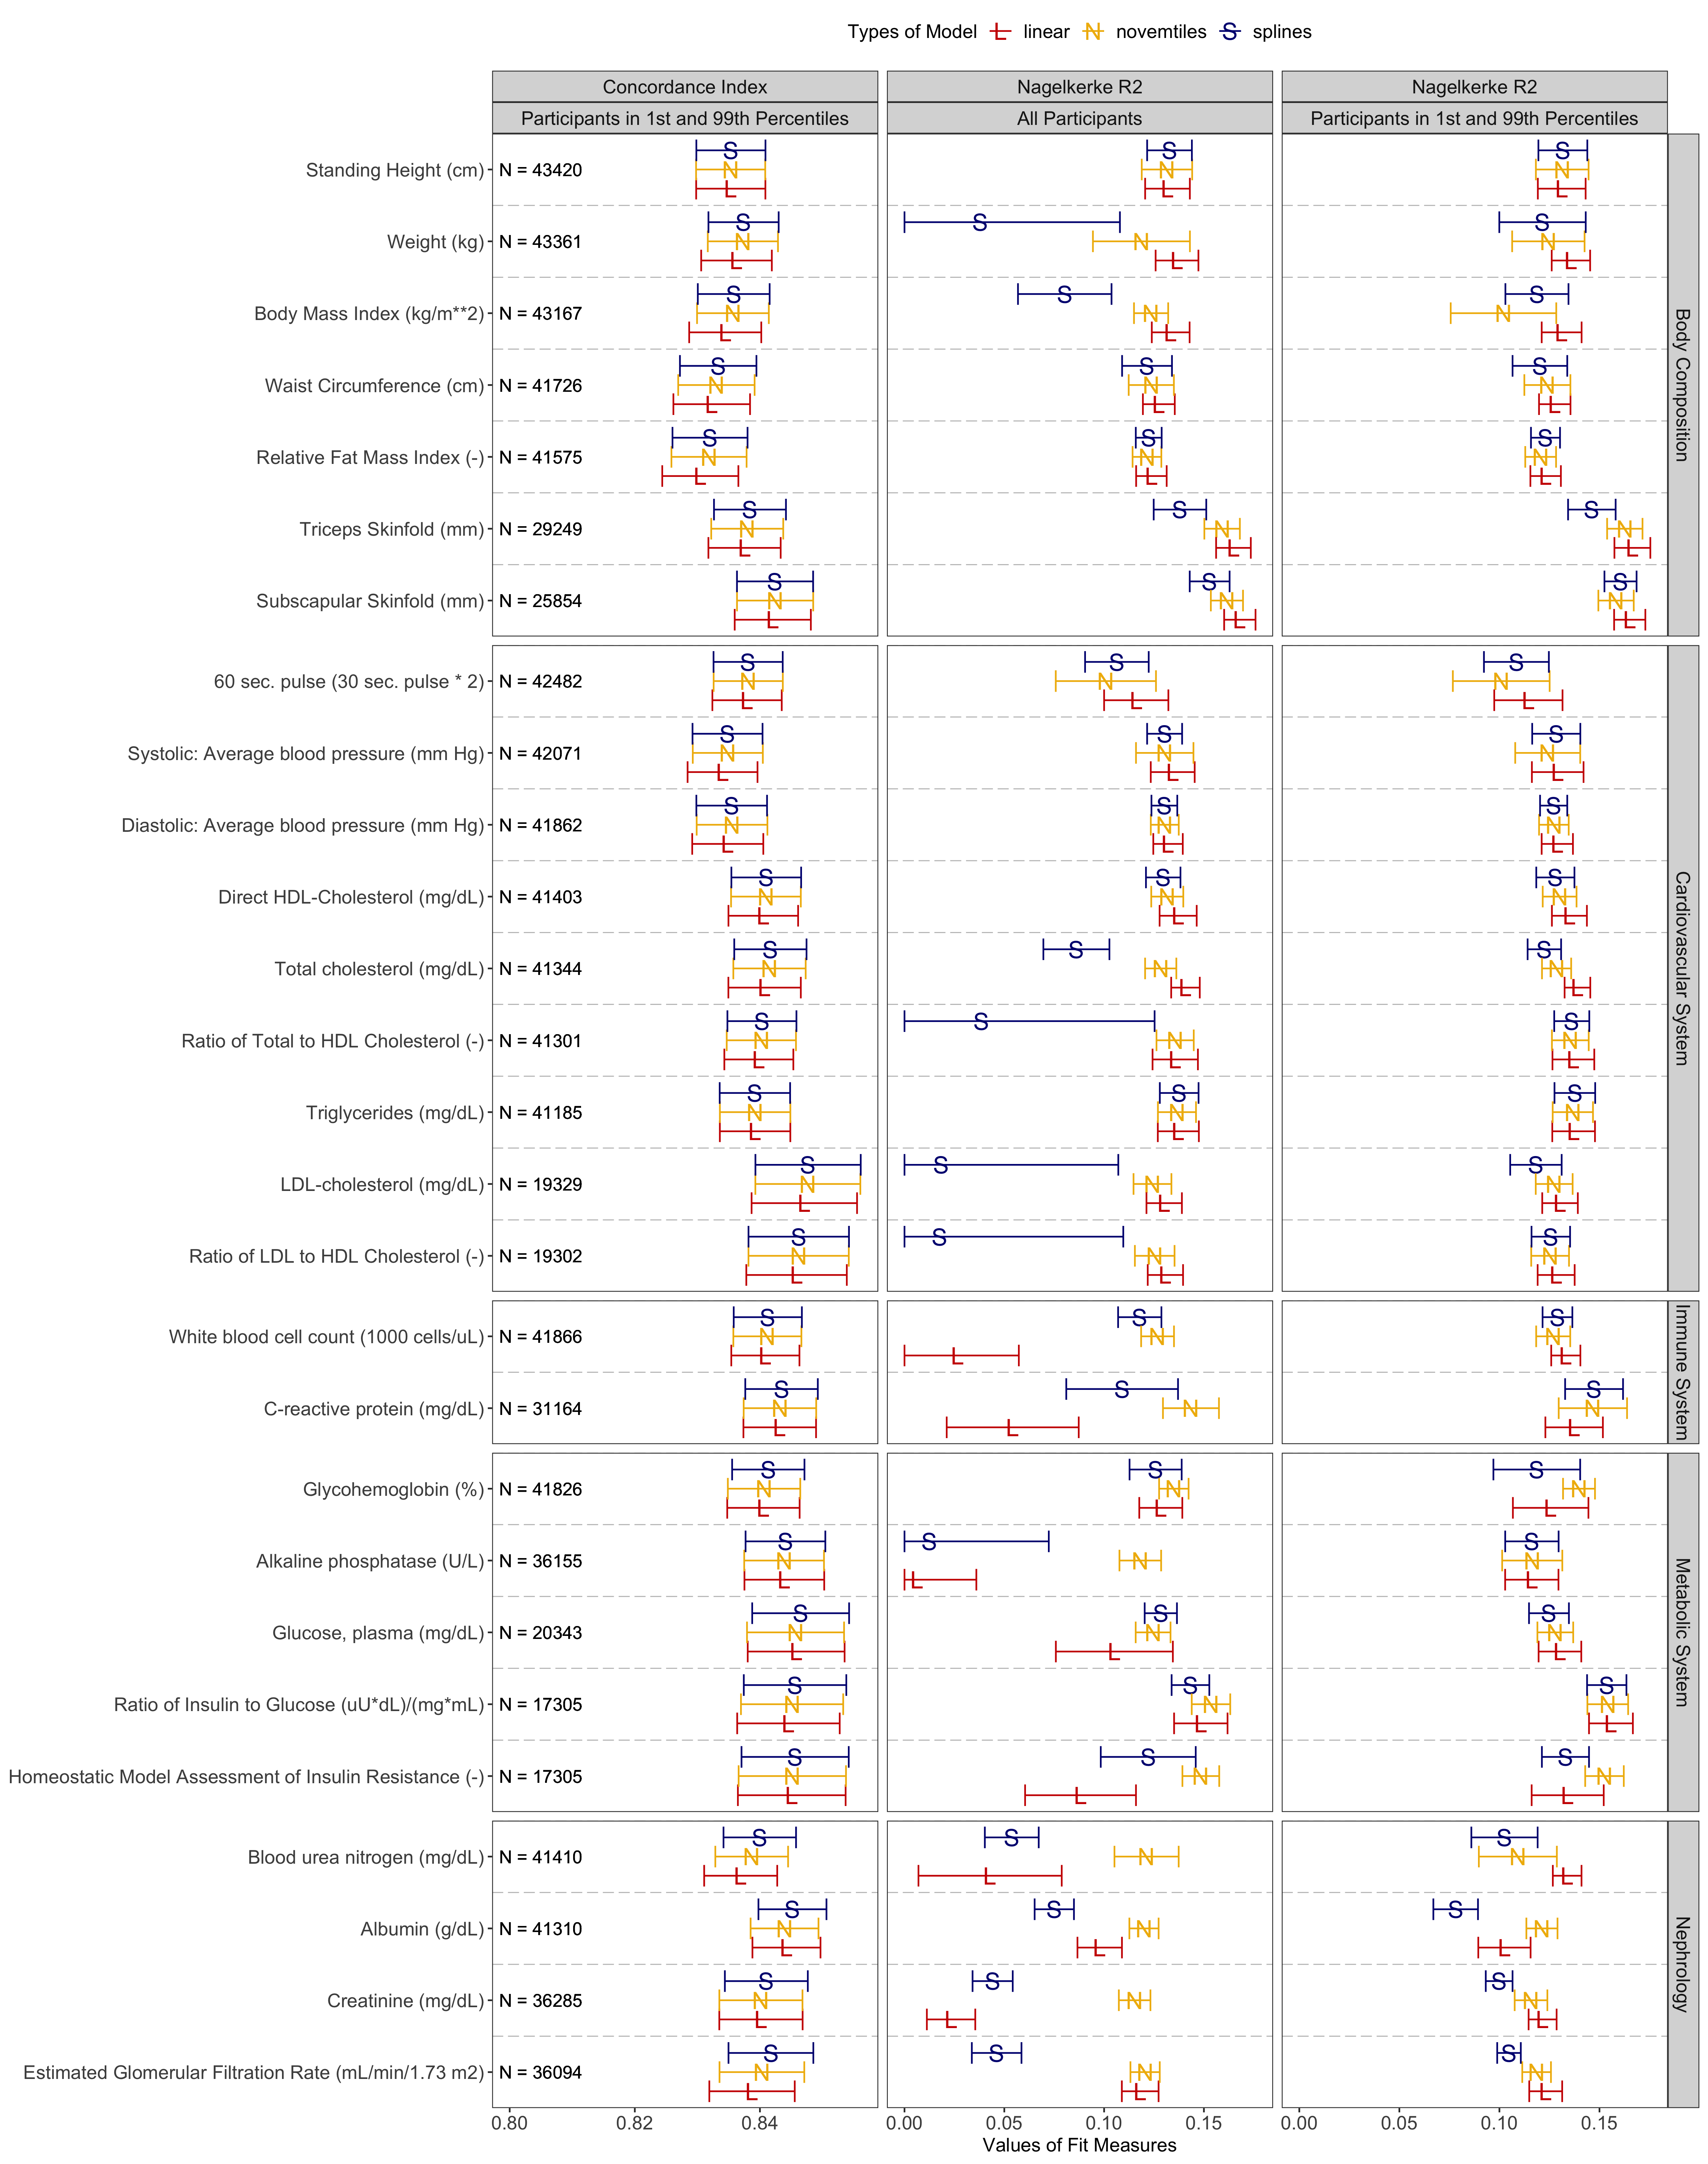 Types of Model L linear N novemtiles S splines
Concordance Index Nagelkerke R2 Nagelkerke R2
Participants in 1st and 99th Percentiles All Participants Participants in 1st and 99th Percentiles
Body Composition
Standing Height (cm) N = 43420
Weight (kg) N = 43361
Body Mass Index (kg/m**2) N = 43167
Waist Circumference (cm) N = 41726
Relative Fat Mass Index (-) N = 41575
Triceps Skinfold (mm) N = 29249
Subscapular Skinfold (mm) N = 25854
Cardiovascular System
60 sec. pulse (30 sec. pulse * 2) N = 42482
Systolic: Average blood pressure (mm Hg) N = 42071
Diastolic: Average blood pressure (mm Hg) N = 41862
Direct HDL-Cholesterol (mg/dL) N = 41403
Total cholesterol (mg/dL) N = 41344
Ratio of Total to HDL Cholesterol (-) N = 41301
Triglycerides (mg/dL) N = 41185
LDL-cholesterol (mg/dL) N = 19329
Ratio of LDL to HDL Cholesterol (-) N = 19302
Immune System
White blood cell count (1000 cells/uL) N = 41866
C-reactive protein (mg/dL) N = 31164
Metabolic System
Glycohemoglobin (%) N = 41826
Alkaline phosphatase (U/L) N = 36155
Glucose, plasma (mg/dL) N = 20343
Ratio of Insulin to Glucose (uU*dL)/(mg*mL) N = 17305
Homeostatic Model Assessment of Insulin Resistance (-) N = 17305
Nephrology
Blood urea nitrogen (mg/dL) N = 41410
Albumin (g/dL) N = 41310
Creatinine (mg/dL) N = 36285
Estimated Glomerular Filtration Rate (mL/min/1.73 m2) N = 36094
0.80 0.82 0.84 0.00 0.05 0.10 0.15 0.00 0.05 0.10 0.15
Values of Fit Measures